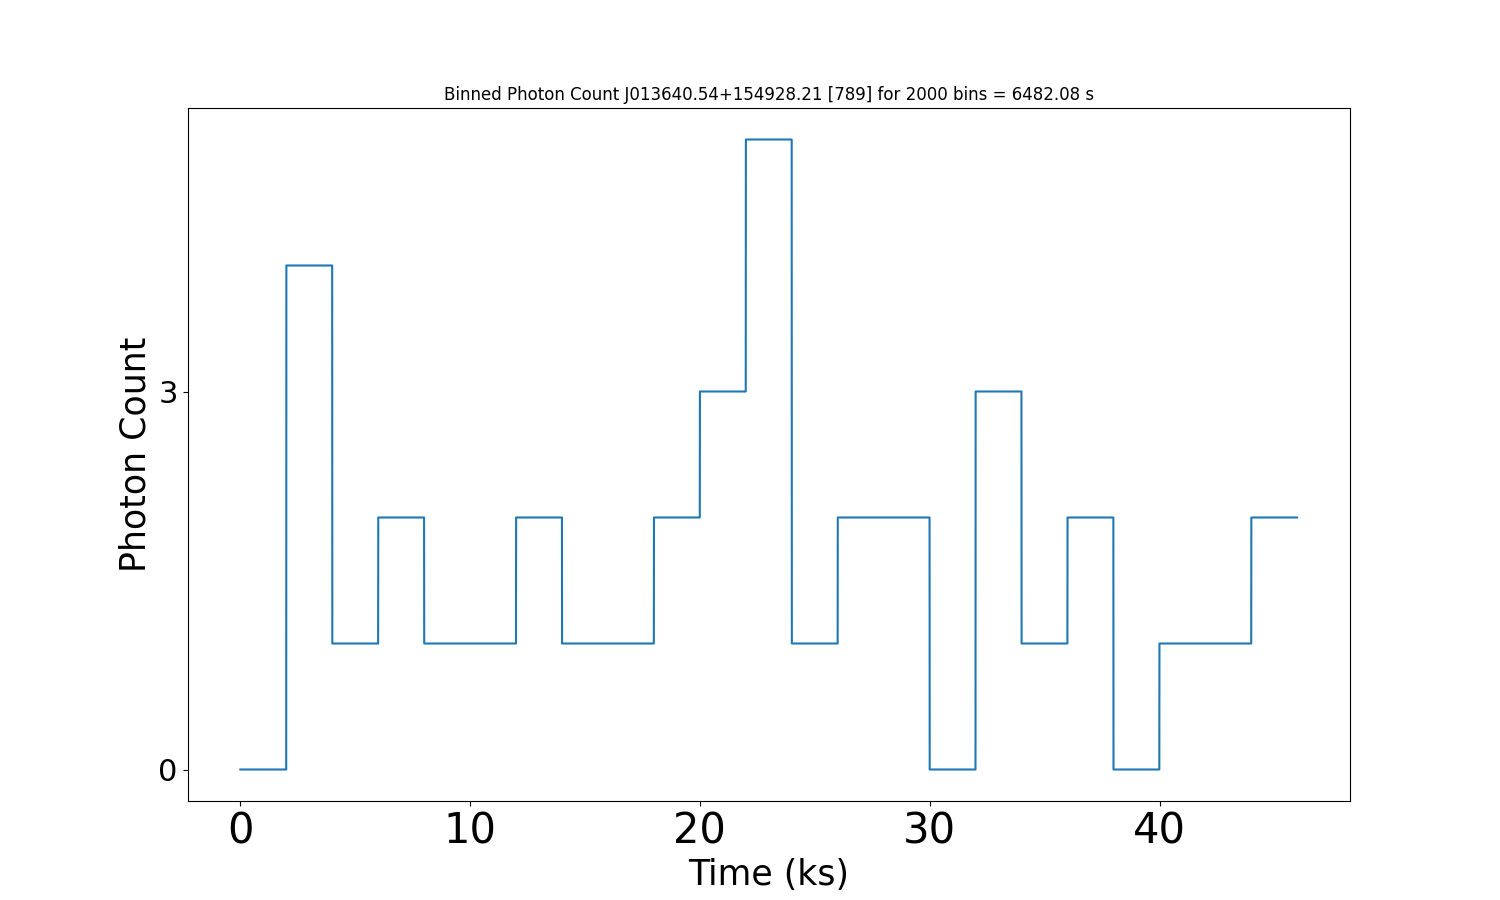 Binned Photon Count J013640.54+154928.21 [789] for 2000 bins = 6482.08 s
Photon Count
3
0
0 10 20 30 40
Time (ks)